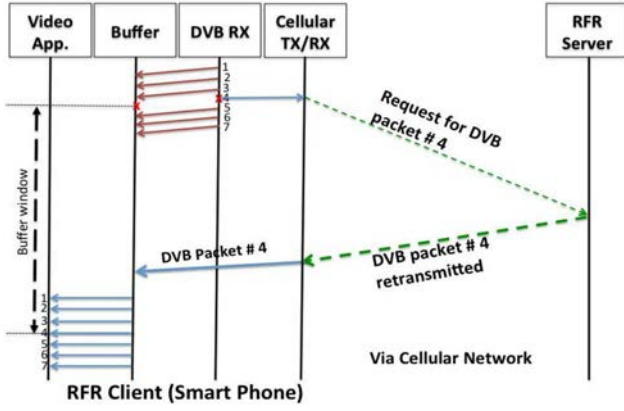 Video
App.
Buffer
DVB RX
Cellular
TX/RX
RFR
Server
1
2
3
4
5
6
7
Request for DVB
packet # 4
Buffer window
DVB Packet # 4
DVB packet # 4
retransmitted
1
2
3
4
5
6
7
Via Cellular Network
RFR Client (Smart Phone)